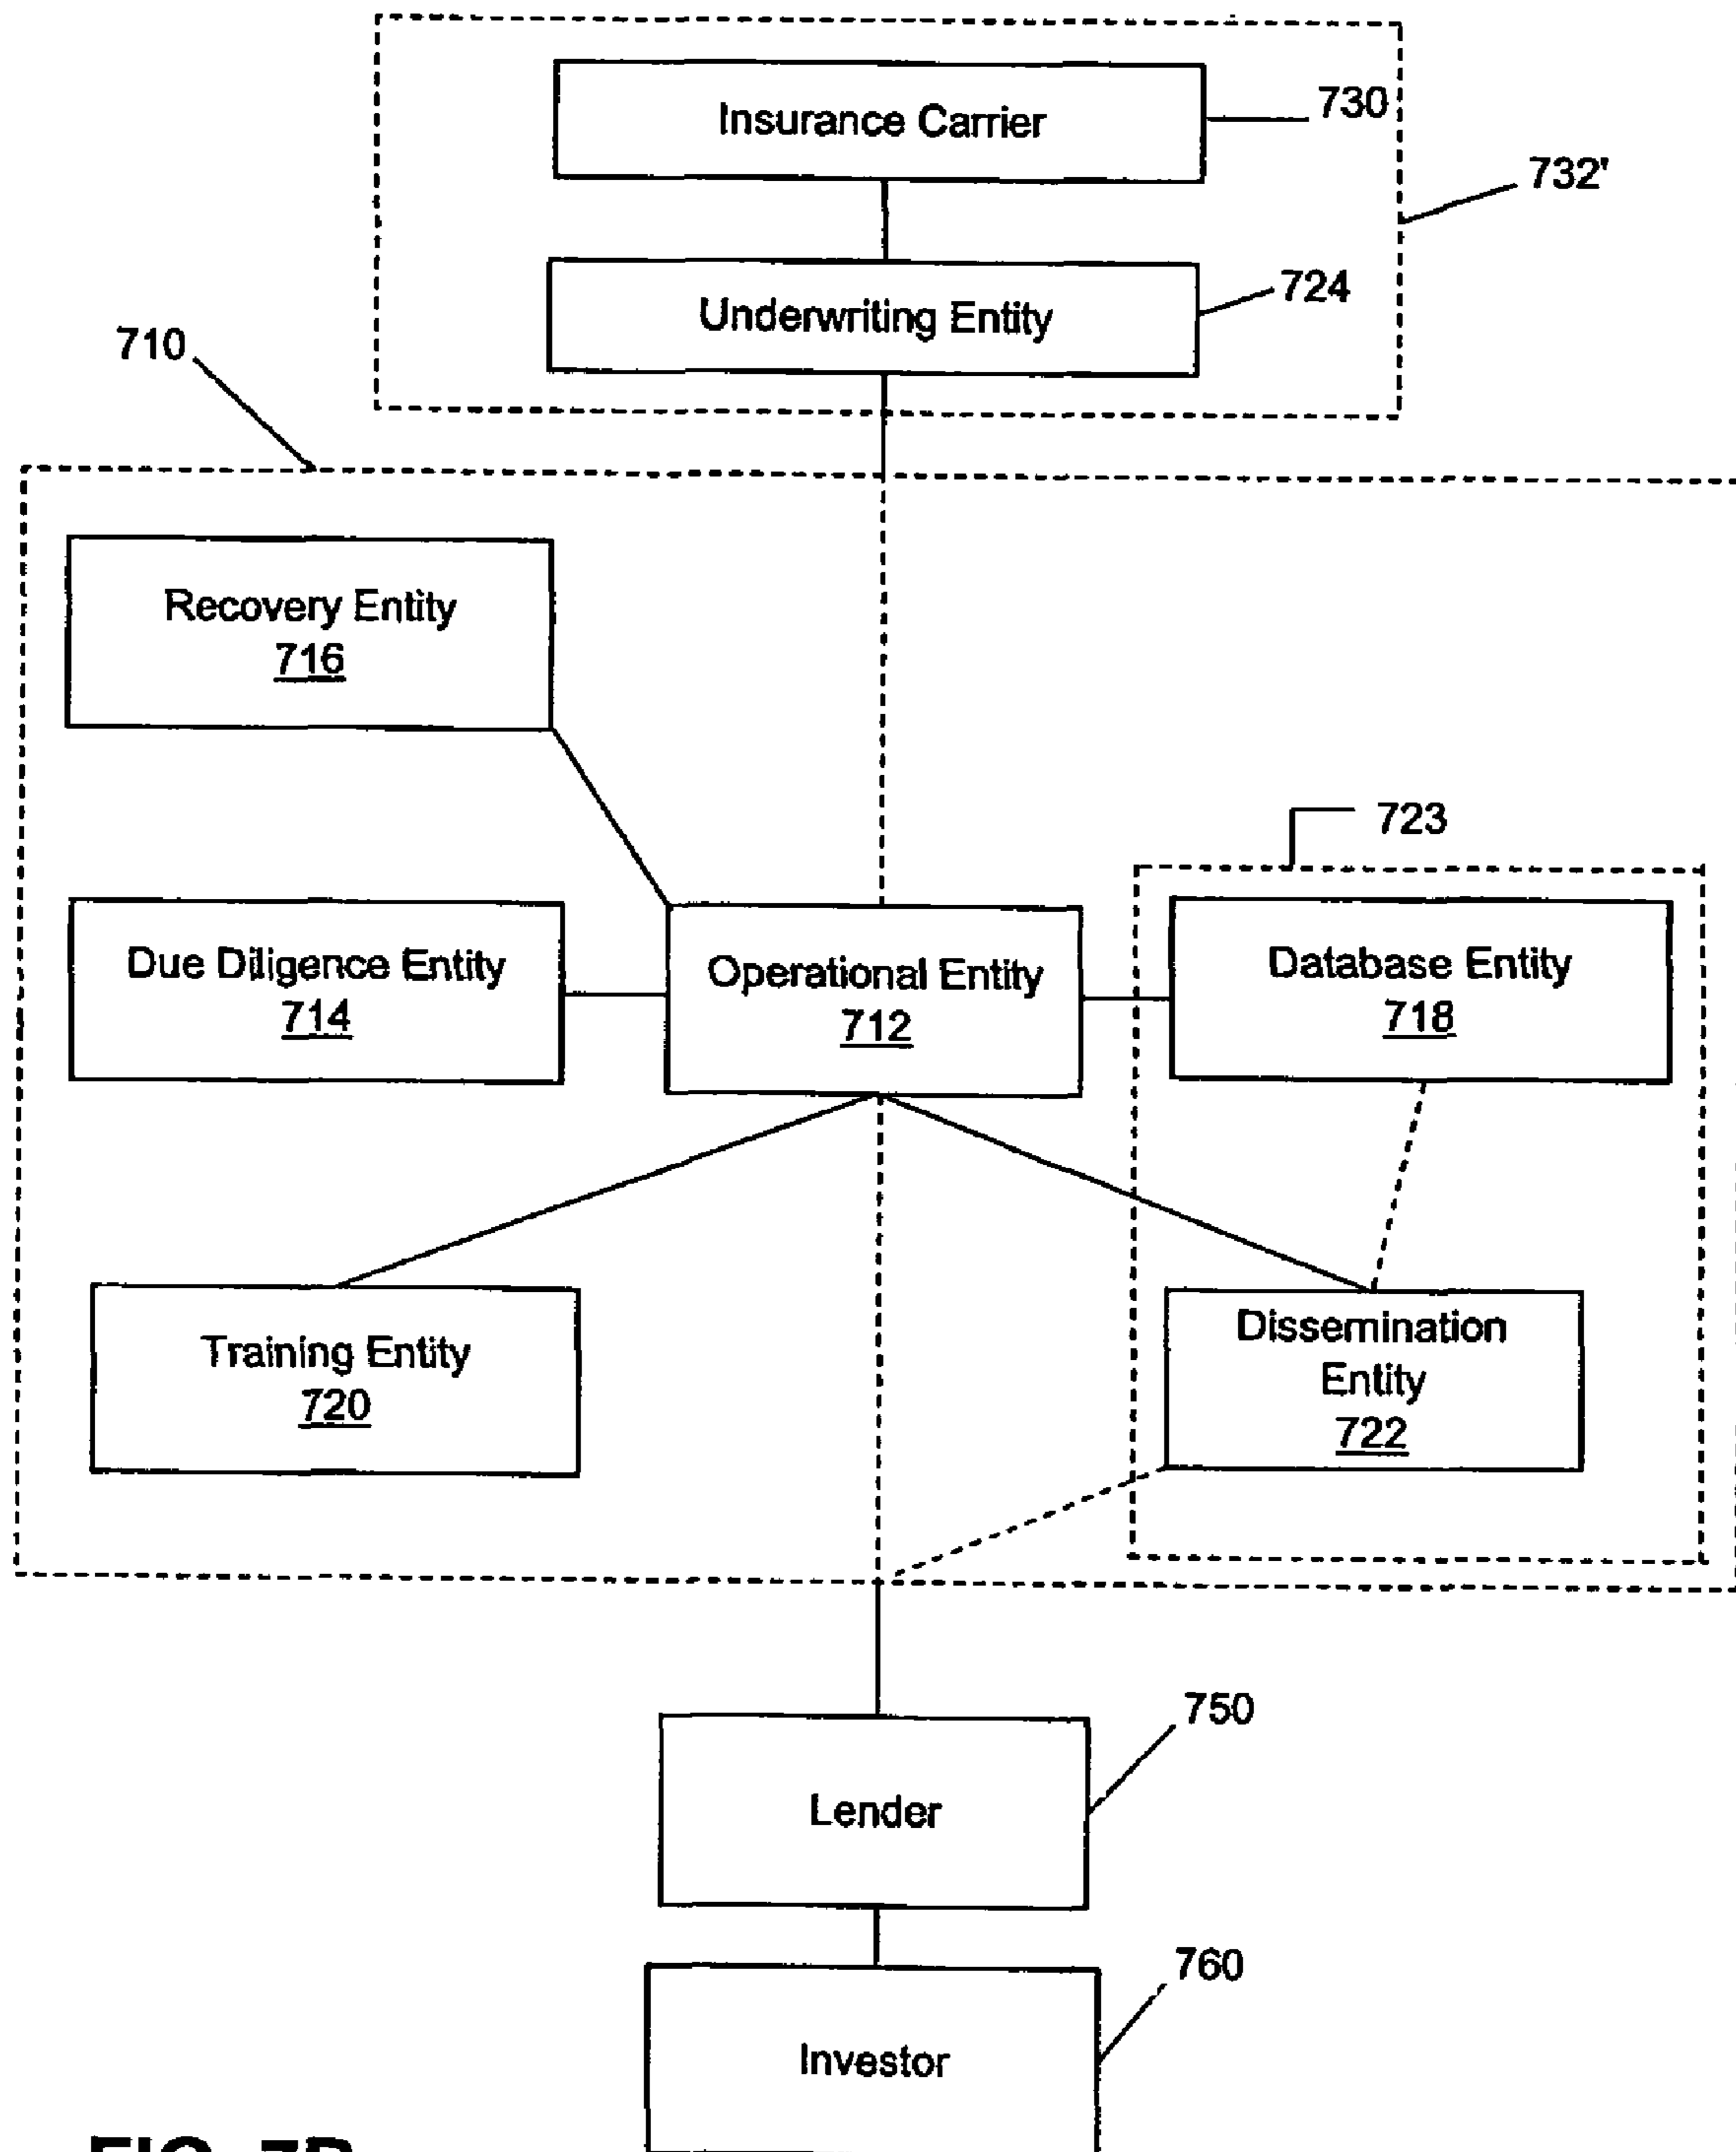 Insurance Carrier
730
732'
Underwriting Entity
724
710
Recovery Entity
716
723
Due Diligence Entity
714
Operational Entity
712
Database Entity
718
Training Entity
720
Dissemination
Entity
722
750
Lender
760
Investor